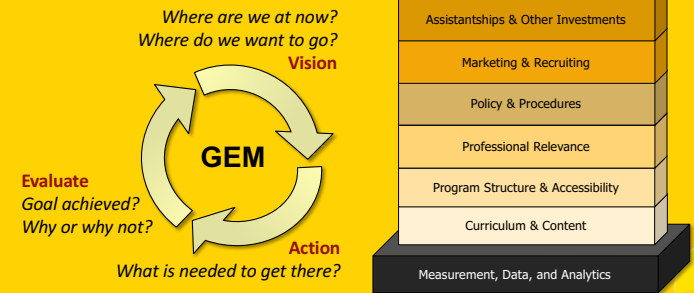 Where are we at now?
Where do we want to go?
Vision
GEM
Evaluate
Goal achieved?
Why or why not?
Action
What is needed to get there?
Assistantships & Other Investments
Marketing & Recruiting
Policy & Procedures
Professional Relevance
Program Structure & Accessibility
Curriculum & Content
Measurement, Data, and Analytics